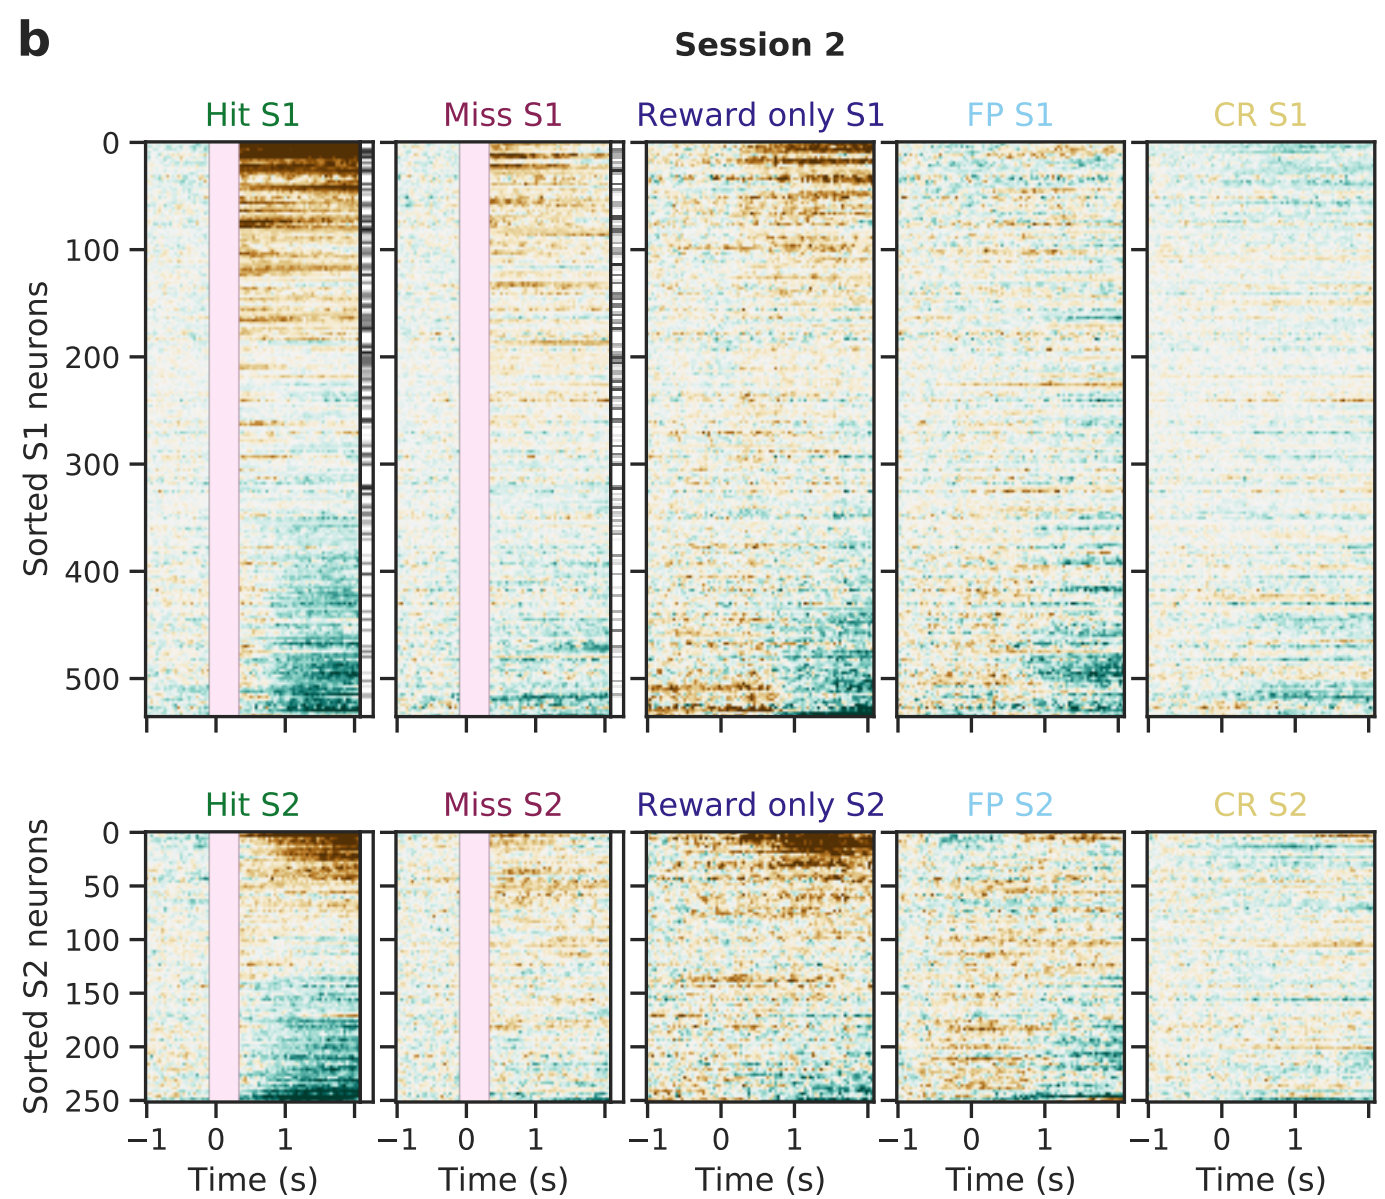 b
Session 2
Hit S1 Miss S1 Reward only S1 FP S1 CR S1
Sorted S1 neurons
0
100
200
300
400
500
Hit S2 Miss S2 Reward only S2 FP S2 CR S2
Sorted S2 neurons
0
50
100
150
200
250
−1 0 1 −1 0 1 −1 0 1 −1 0 1 −1 0 1
Time (s) Time (s) Time (s) Time (s) Time (s)